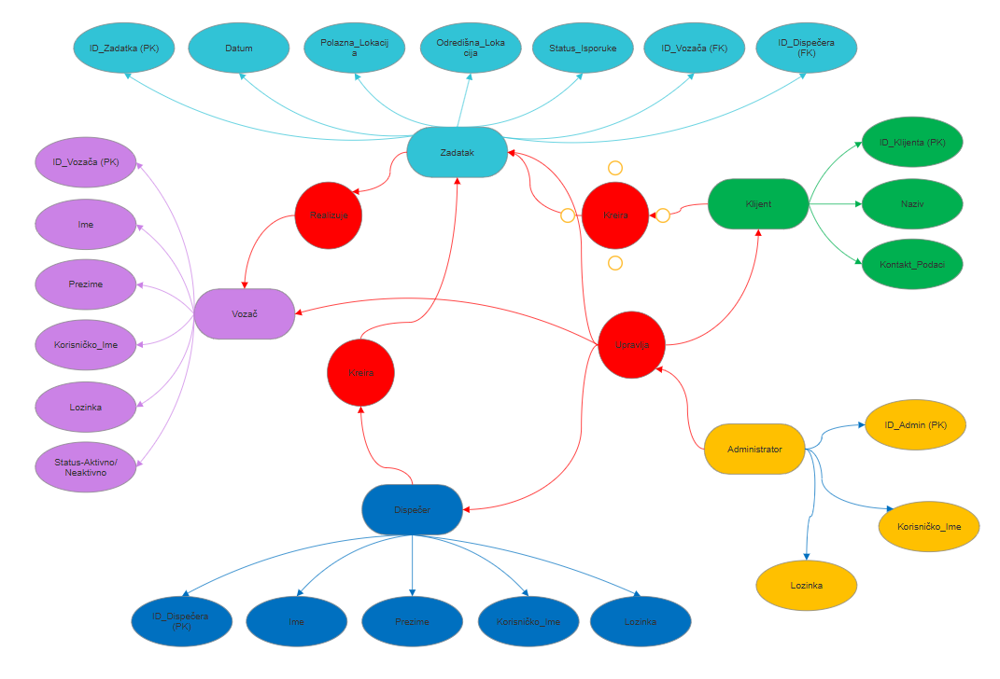 ID_Zadatka (PK)
Datum
Polazna_Lokacij
a
Odredišna_Loka
cija
Status_Isporuke
ID_Vozača (FK)
ID_Dispečera
(FK)
Zadatak
ID_Klijenta (PK)
ID_Vozača (PK)
Klijent
Naziv
Realizuje
Kreira
Ime
Kontakt_Podaci
Prezime
Vozač
Korisničko_Ime
Upravlja
Kreira
Lozinka
ID_Admin (PK)
Status-Aktivno/
Neaktivno
Administrator
Dispečer
Korisničko_Ime
Lozinka
ID_Dispečera
(PK)
Ime
Prezime
Korisničko_Ime
Lozinka